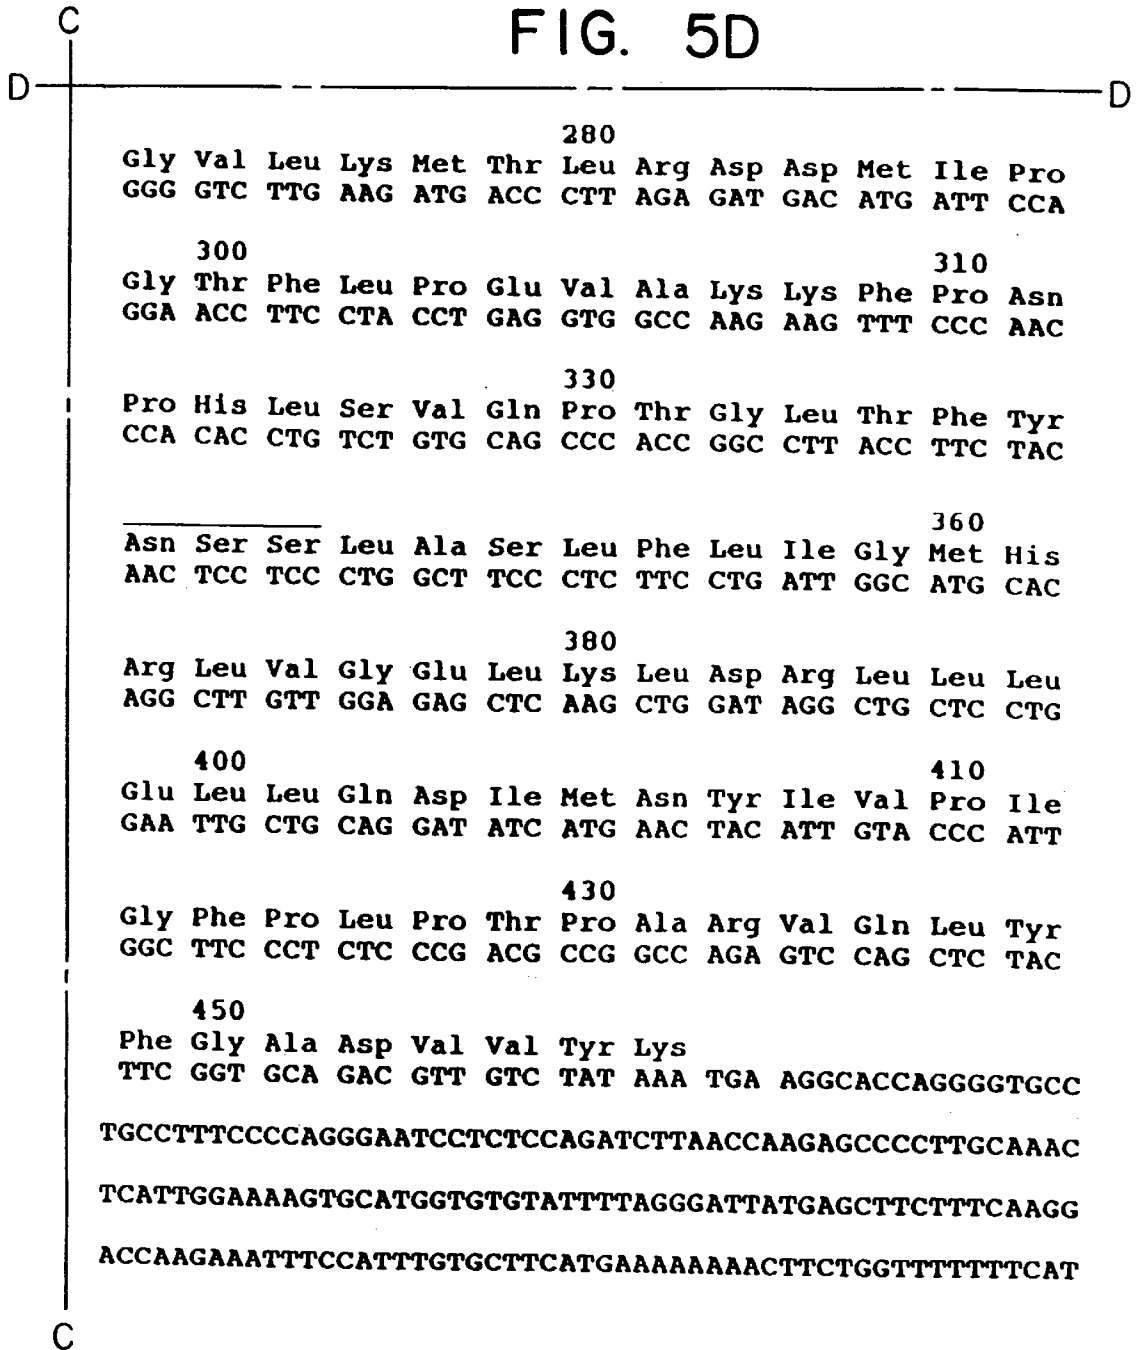 FIG. 5D
C
D D
280
Gly Val Leu Lys Met Thr Leu Arg Asp Asp Met Ile Pro
GGG GTC TTG AAG ATG ACC CTT AGA GAT GAC ATG ATT CCA
300 310
Gly Thr Phe Leu Pro Glu Val Ala Lys Lys Phe Pro Asn
GGA ACC TTC CTA CCT GAG GTG GCC AAG AAG TTT CCC AAC
330
Pro His Leu Ser Val Gln Pro Thr Gly Leu Thr Phe Tyr
CCA CAC CTG TCT GTG CAG CCC ACC GGC CTT ACC TTC TAC
360
Asn Ser Ser Leu Ala Ser Leu Phe Leu Ile Gly Met His
AAC TCC TCC CTG GCT TCC CTC TTC CTG ATT GGC ATG CAC
380
Arg Leu Val Gly Glu Leu Lys Leu Asp Arg Leu Leu Leu
AGG CTT GTT GGA GAG CTC AAG CTG GAT AGG CTG CTC CTG
400 410
Glu Leu Leu Gln Asp Ile Met Asn Tyr Ile Val Pro Ile
GAA TTG CTG CAG GAT ATC ATG AAC TAC ATT GTA CCC ATT
430
Gly Phe Pro Leu Pro Thr Pro Ala Arg Val Gln Leu Tyr
GGC TTC CCT CTC CCG ACG CCG GCC AGA GTC CAG CTC TAC
450
Phe Gly Ala Asp Val Val Tyr Lys
TTC GGT GCA GAC GTT GTC TAT AAA TGA AGGCACCAGGGGTGCC
TGCCTTTCCCCAGGGAATCCTCTCCAGATCTTAACCAAGAGCCCCTTGCAAAC
TCATTGGAAAAGTGCATGGTGTGTATTTTAGGGATTATGAGCTTCTTTCAAGG
ACCAAGAAATTTCCATTTGTGCTTCATGAAAAAAAACTTCTGGTTTTTTTCAT
C